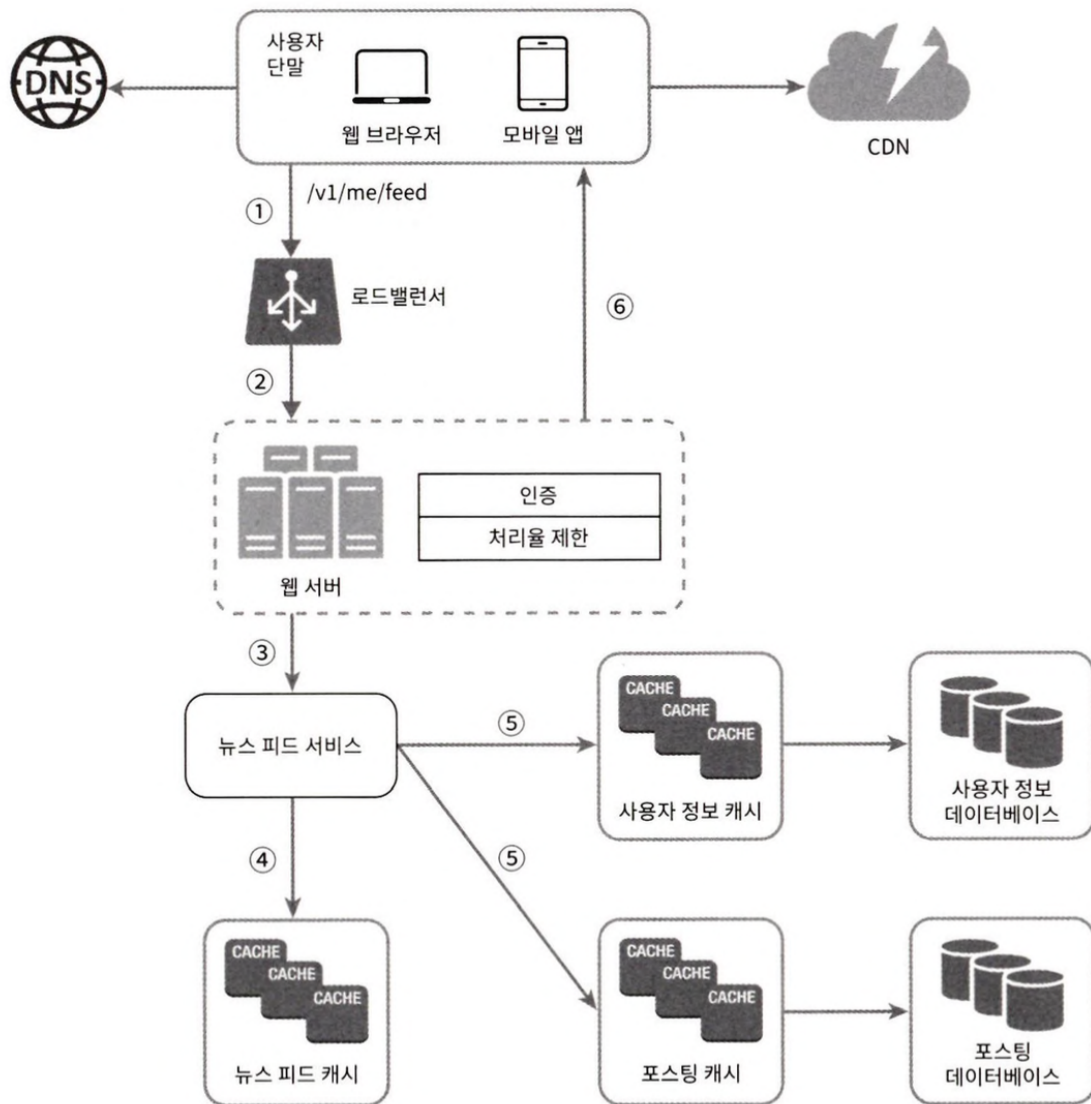 DNS
사용자
단말
웹 브라우저
모바일 앱
CDN
①
/v1/me/feed
로드밸런서
②
⑥
인증
처리율 제한
웹 서버
③
뉴스 피드 서비스
⑤
CACHE
CACHE
CACHE
사용자 정보 캐시
사용자 정보
데이터베이스
④
⑤
CACHE
CACHE
CACHE
뉴스 피드 캐시
CACHE
CACHE
CACHE
포스팅 캐시
포스팅
데이터베이스